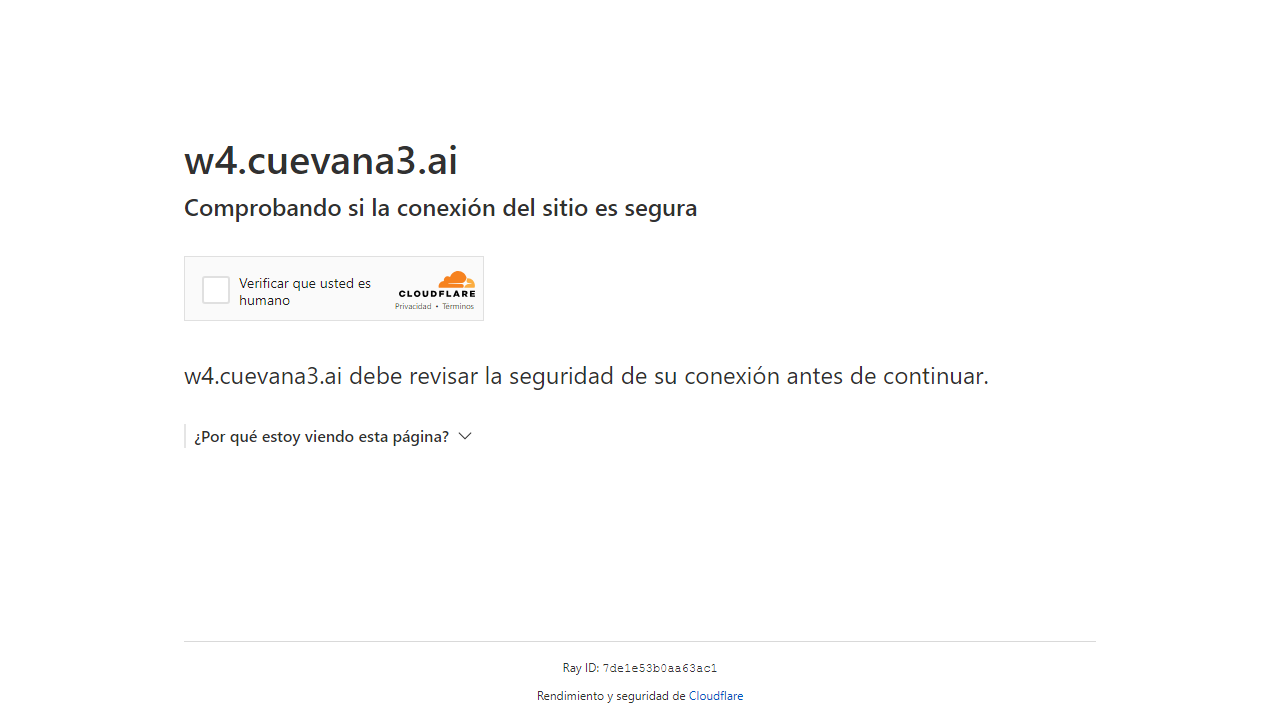 w4.cuevana3.ai
Comprobando si la conexión del sitio es segura
Verificar que usted es
humano
CLOUDFLARE
Privacidad • Términos
w4.cuevana3.ai debe revisar la seguridad de su conexión antes de continuar.
¿Por qué estoy viendo esta página?
Ray ID: 7de1e53b0aa63ac1
Rendimiento y seguridad de Cloudflare